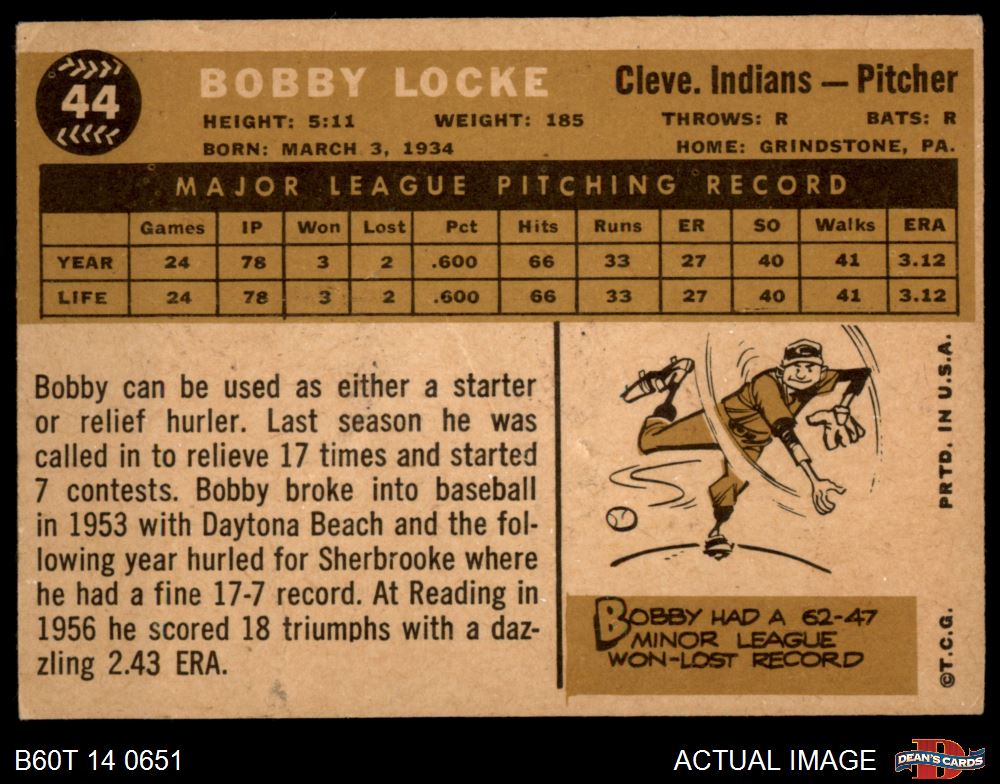 44
BOBBY LOCKE
Cleve. Indians — Pitcher
HEIGHT: 5:11 WEIGHT: 185 THROWS: R BATS: R
BORN: MARCH 3, 1934 HOME: GRINDSTONE, PA.
MAJOR LEAGUE PITCHING RECORD
Games IP Won Lost Pct Hits Runs ER SO Walks ERA
YEAR 24 78 3 2 .600 66 33 27 40 41 3.12
LIFE 24 78 3 2 .600 66 33 27 40 41 3.12
Bobby can be used as either a starter
or relief hurler. Last season he was
called in to relieve 17 times and started
7 contests. Bobby broke into baseball
in 1953 with Daytona Beach and the fol-
lowing year hurled for Sherbrooke where
he had a fine 17-7 record. At Reading in
1956 he scored 18 triumphs with a daz-
zling 2.43 ERA.
BOBBY HAD A 62-47
MINOR LEAGUE
WON-LOST RECORD
©T.C.G. PRTD. IN U.S.A.
B60T 14 0651
ACTUAL IMAGE
D
DEAN'S CARDS